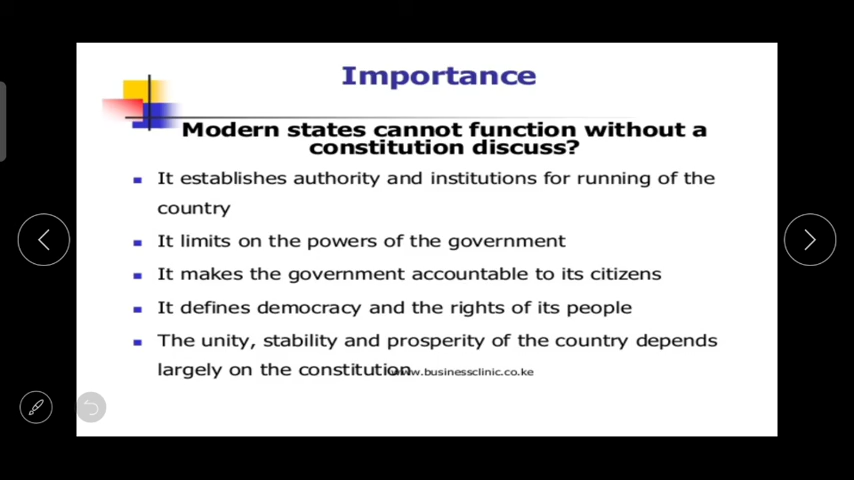 Importance
Modern states cannot function without a
constitution discuss?
It establishes authority and institutions for running of the
country
It limits on the powers of the government
It makes the government accountable to its citizens
It defines democracy and the rights of its people
The unity, stability and prosperity of the country depends
largely on the constitution
www.businessclinic.co.ke